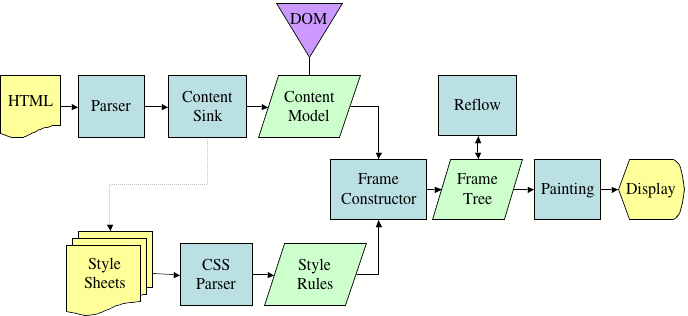 DOM
HTML
Parser
Content
Sink
Content
Model
Reflow
Frame
Constructor
Frame
Tree
Painting
Display
Style
Sheets
CSS
Parser
Style
Rules